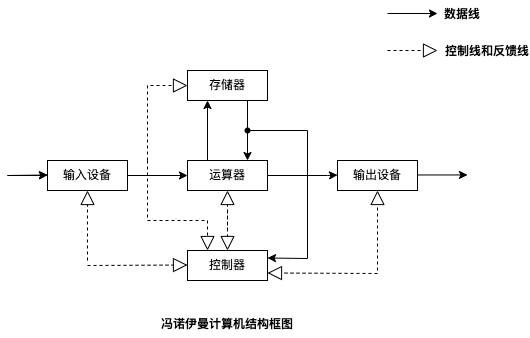 数据线
控制线和反馈线
存储器
输入设备
运算器
输出设备
控制器
冯诺伊曼计算机结构框图